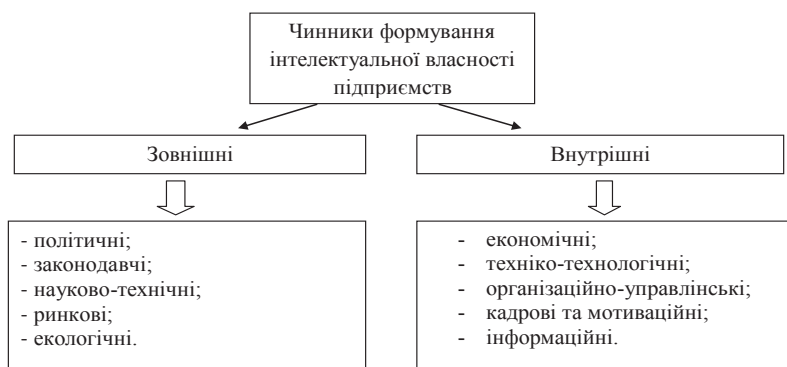 Чинники формування
інтелектуальної власності
підприємств
Зовнішні
Внутрішні
- політичні;
- законодавчі;
- науково-технічні;
- ринкові;
- екологічні.
- економічні;
- техніко-технологічні;
- організаційно-управлінські;
- кадрові та мотиваційні;
- інформаційні.